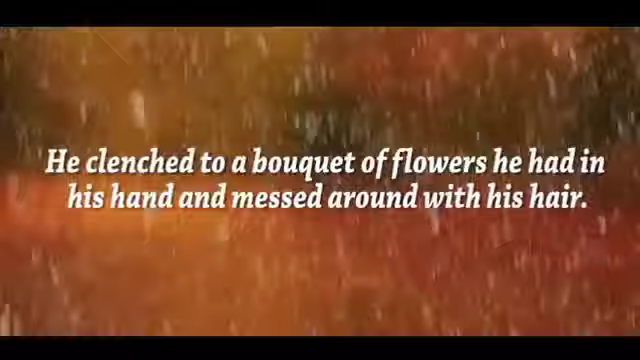 He clenched to a bouquet of flowers he had in
his hand and messed around with his hair.